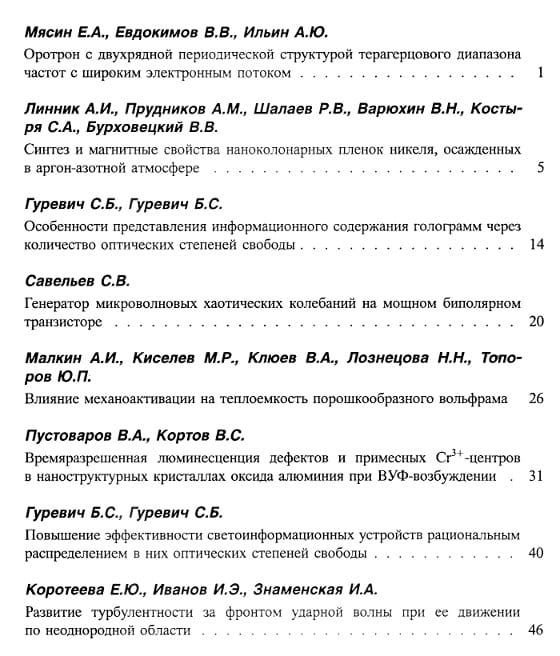 Мясин Е.А., Евдокимов В.В., Ильин А.Ю.
Оротрон с двухрядной периодической структурой терагерцового диапазона
частот с широким электронным потоком . . . . . . . . . . . . . . . . 1
Линник А.И., Прудников А.М., Шалаев Р.В., Варюхин В.Н., Косты-
ря С.А., Бурховецкий В.В.
Синтез и магнитные свойства наноколонарных пленок никеля, осажденных
в аргон-азотной атмосфере . . . . . . . . . . . . . . . . . . . . . 5
Гуревич С.Б., Гуревич Б.С.
Особенности представления информационного содержания голограмм через
количество оптических степеней свободы . . . . . . . . . . . . . . . 14
Савельев С.В.
Генератор микроволновых хаотических колебаний на мощном биполярном
транзисторе . . . . . . . . . . . . . . . . . . . . . . . . . . . . 20
Малкин А.И., Киселев М.Р., Клюев В.А., Лознецова Н.Н., Топо-
ров Ю.П.
Влияние механоактивации на теплоемкость порошкообразного вольфрама 26
Пустоваров В.А., Кортов В.С.
Времяразрешенная люминесценция дефектов и примесных Cr³⁺-центров
в наноструктурных кристаллах оксида алюминия при ВУФ-возбуждении . 31
Гуревич Б.С., Гуревич С.Б.
Повышение эффективности светоинформационных устройств рациональным
распределением в них оптических степеней свободы . . . . . . . . . . 40
Коротеева Е.Ю., Иванов И.Э., Знаменская И.А.
Развитие турбулентности за фронтом ударной волны при ее движении
по неоднородной области . . . . . . . . . . . . . . . . . . . . . . 46